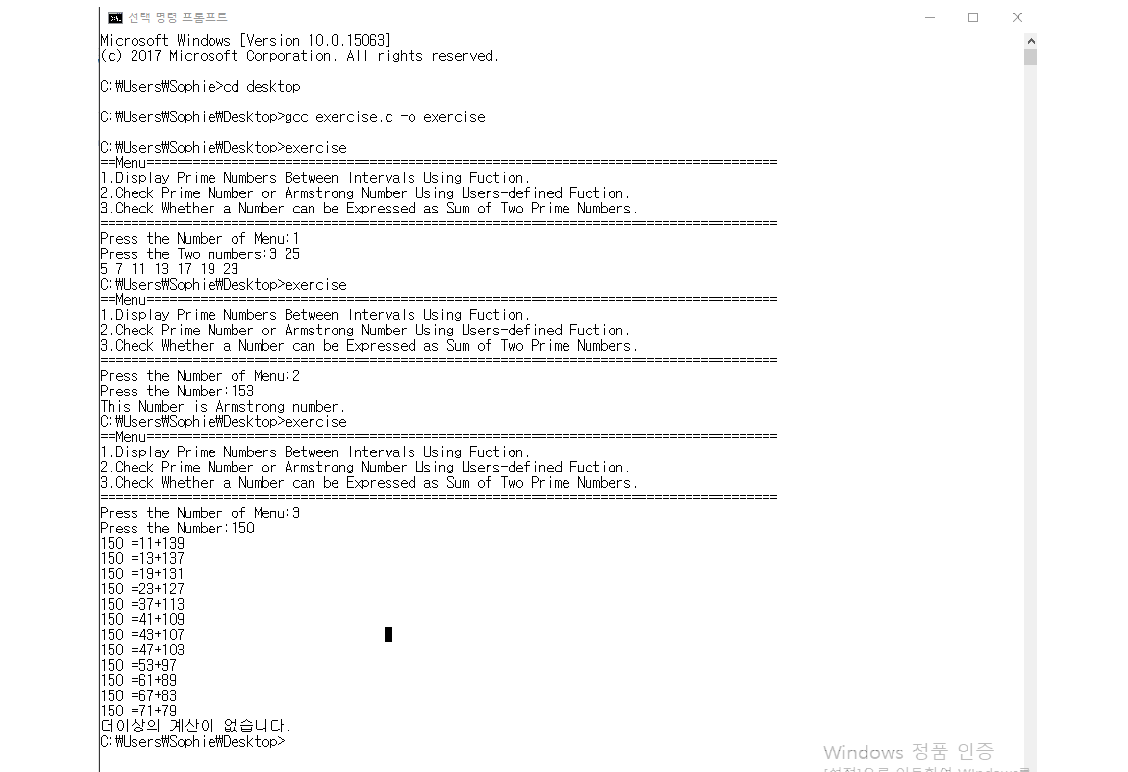 선택 명령 프롬프트
Microsoft Windows [Version 10.0.15063]
(c) 2017 Microsoft Corporation. All rights reserved.
C:₩Users₩Sophie>cd desktop
C:₩Users₩Sophie₩Desktop>gcc exercise.c -o exercise
C:₩Users₩Sophie₩Desktop>exercise
==Menu==================================================================================
1.Display Prime Numbers Between Intervals Using Fuction.
2.Check Prime Number or Armstrong Number Using Users-defined Fuction.
3.Check Whether a Number can be Expressed as Sum of Two Prime Numbers.
========================================================================================
Press the Number of Menu:1
Press the Two numbers:3 25
5 7 11 13 17 19 23
C:₩Users₩Sophie₩Desktop>exercise
==Menu==================================================================================
1.Display Prime Numbers Between Intervals Using Fuction.
2.Check Prime Number or Armstrong Number Using Users-defined Fuction.
3.Check Whether a Number can be Expressed as Sum of Two Prime Numbers.
========================================================================================
Press the Number of Menu:2
Press the Number:153
This Number is Armstrong number.
C:₩Users₩Sophie₩Desktop>exercise
==Menu==================================================================================
1.Display Prime Numbers Between Intervals Using Fuction.
2.Check Prime Number or Armstrong Number Using Users-defined Fuction.
3.Check Whether a Number can be Expressed as Sum of Two Prime Numbers.
========================================================================================
Press the Number of Menu:3
Press the Number:150
150 =11+139
150 =13+137
150 =19+131
150 =23+127
150 =37+113
150 =41+109
150 =43+107
150 =47+103
150 =53+97
150 =61+89
150 =67+83
150 =71+79
더이상의 계산이 없습니다.
C:₩Users₩Sophie₩Desktop>
Windows 정품 인증